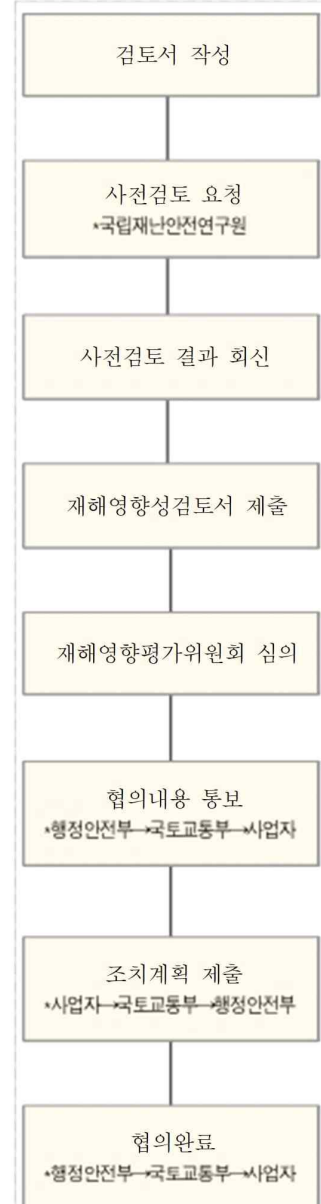 검토서 작성
사전검토 요청
*국립재난안전연구원
사전검토 결과 회신
재해영향성검토서 제출
재해영향평가위원회 심의
협의내용 통보
*행정안전부→국토교통부→사업자
조치계획 제출
*사업자→국토교통부→행정안전부
협의완료
*행정안전부→국토교통부→사업자